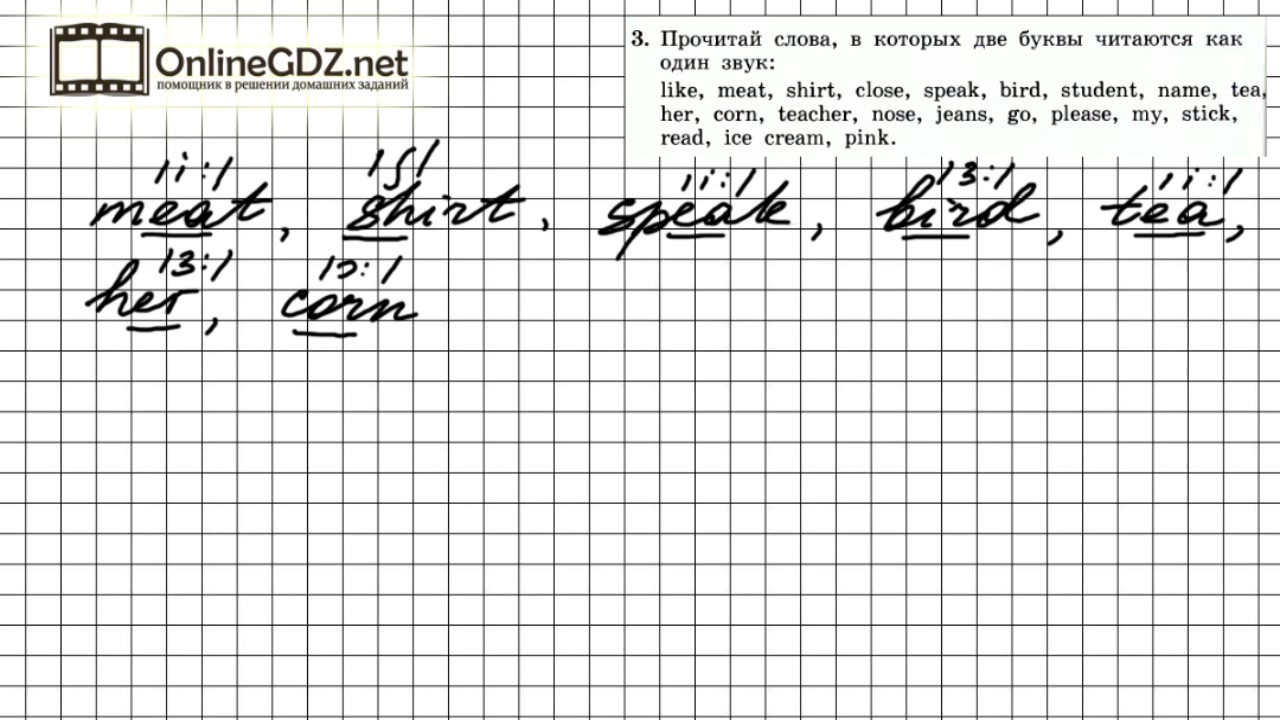 OnlineGDZ.net
помощник в решении домашних заданий
3. Прочитай слова, в которых две буквы читаются как
один звук:
like, meat, shirt, close, speak, bird, student, name, tea,
her, corn, teacher, nose, jeans, go, please, my, stick,
read, ice cream, pink.
/i:/ /ʃ/ /i:/ /ɜ:/ /i:/
meat, shirt, speak, bird, tea,
/ɜ:/ /ɔ:/
her, corn